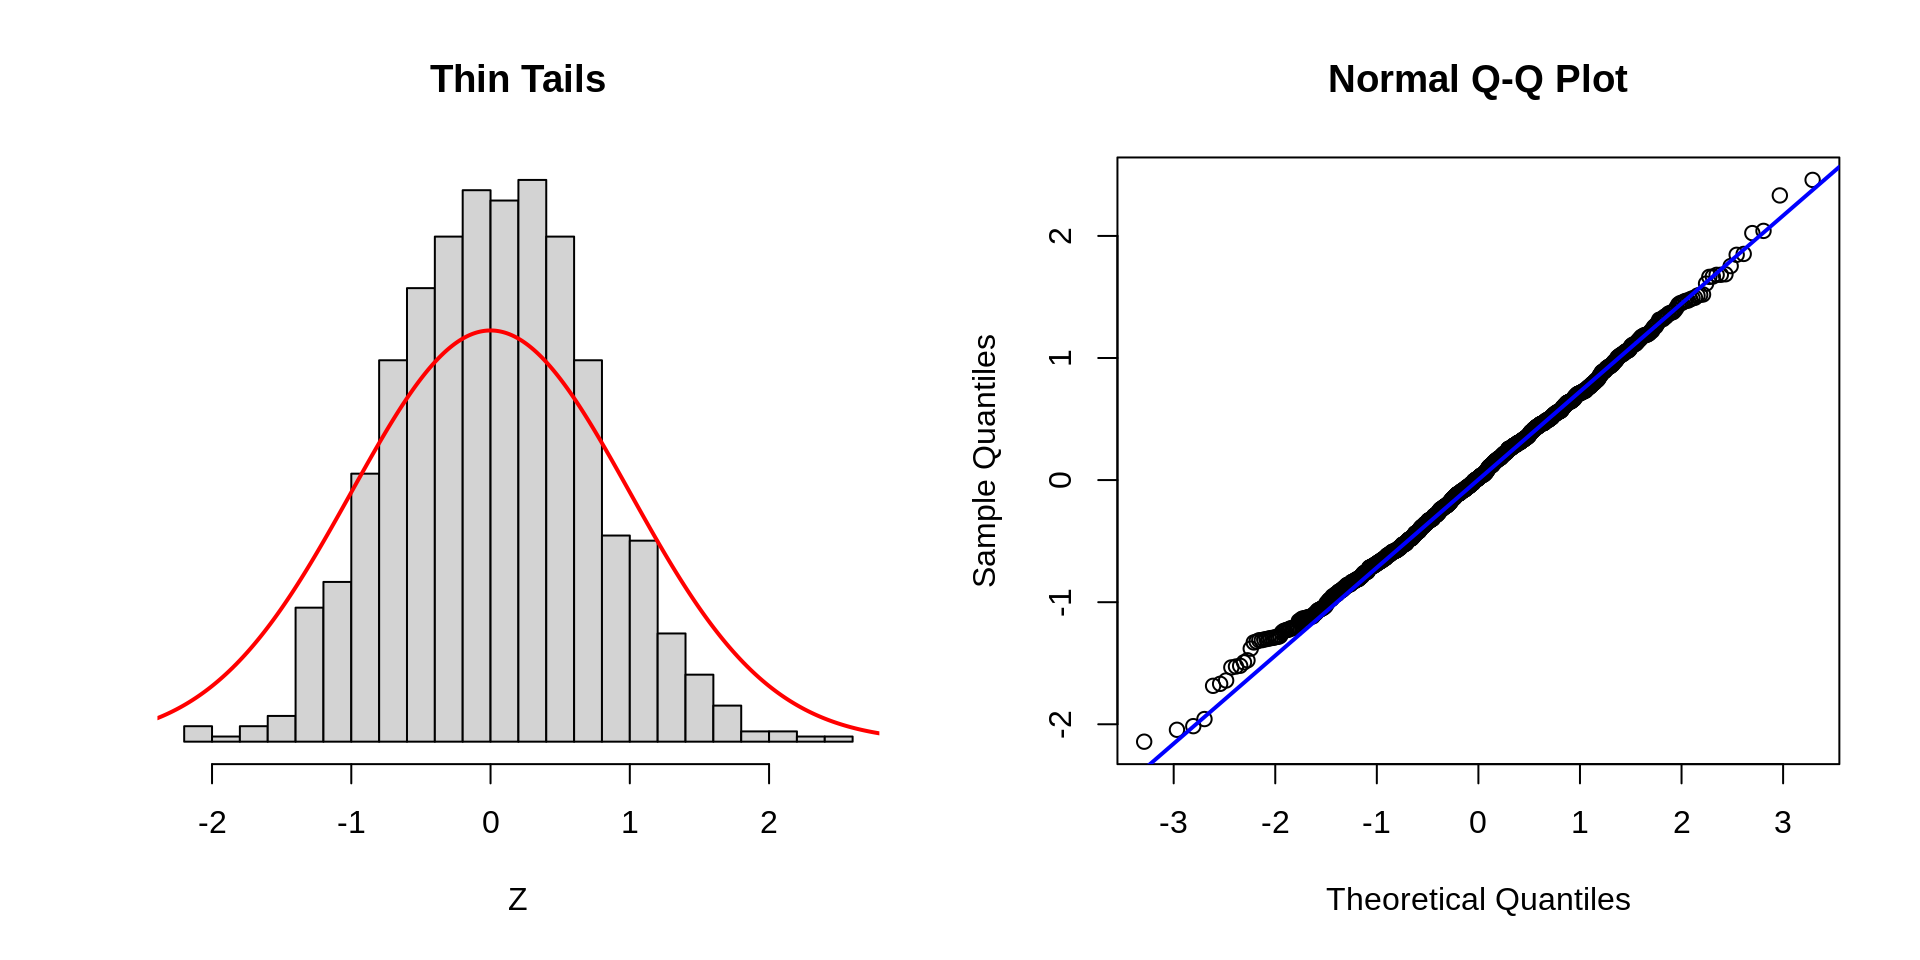 Thin Tails
-2 -1 0 1 2
Z
Normal Q-Q Plot
Sample Quantiles
2
1
0
-1
-2
-3 -2 -1 0 1 2 3
Theoretical Quantiles